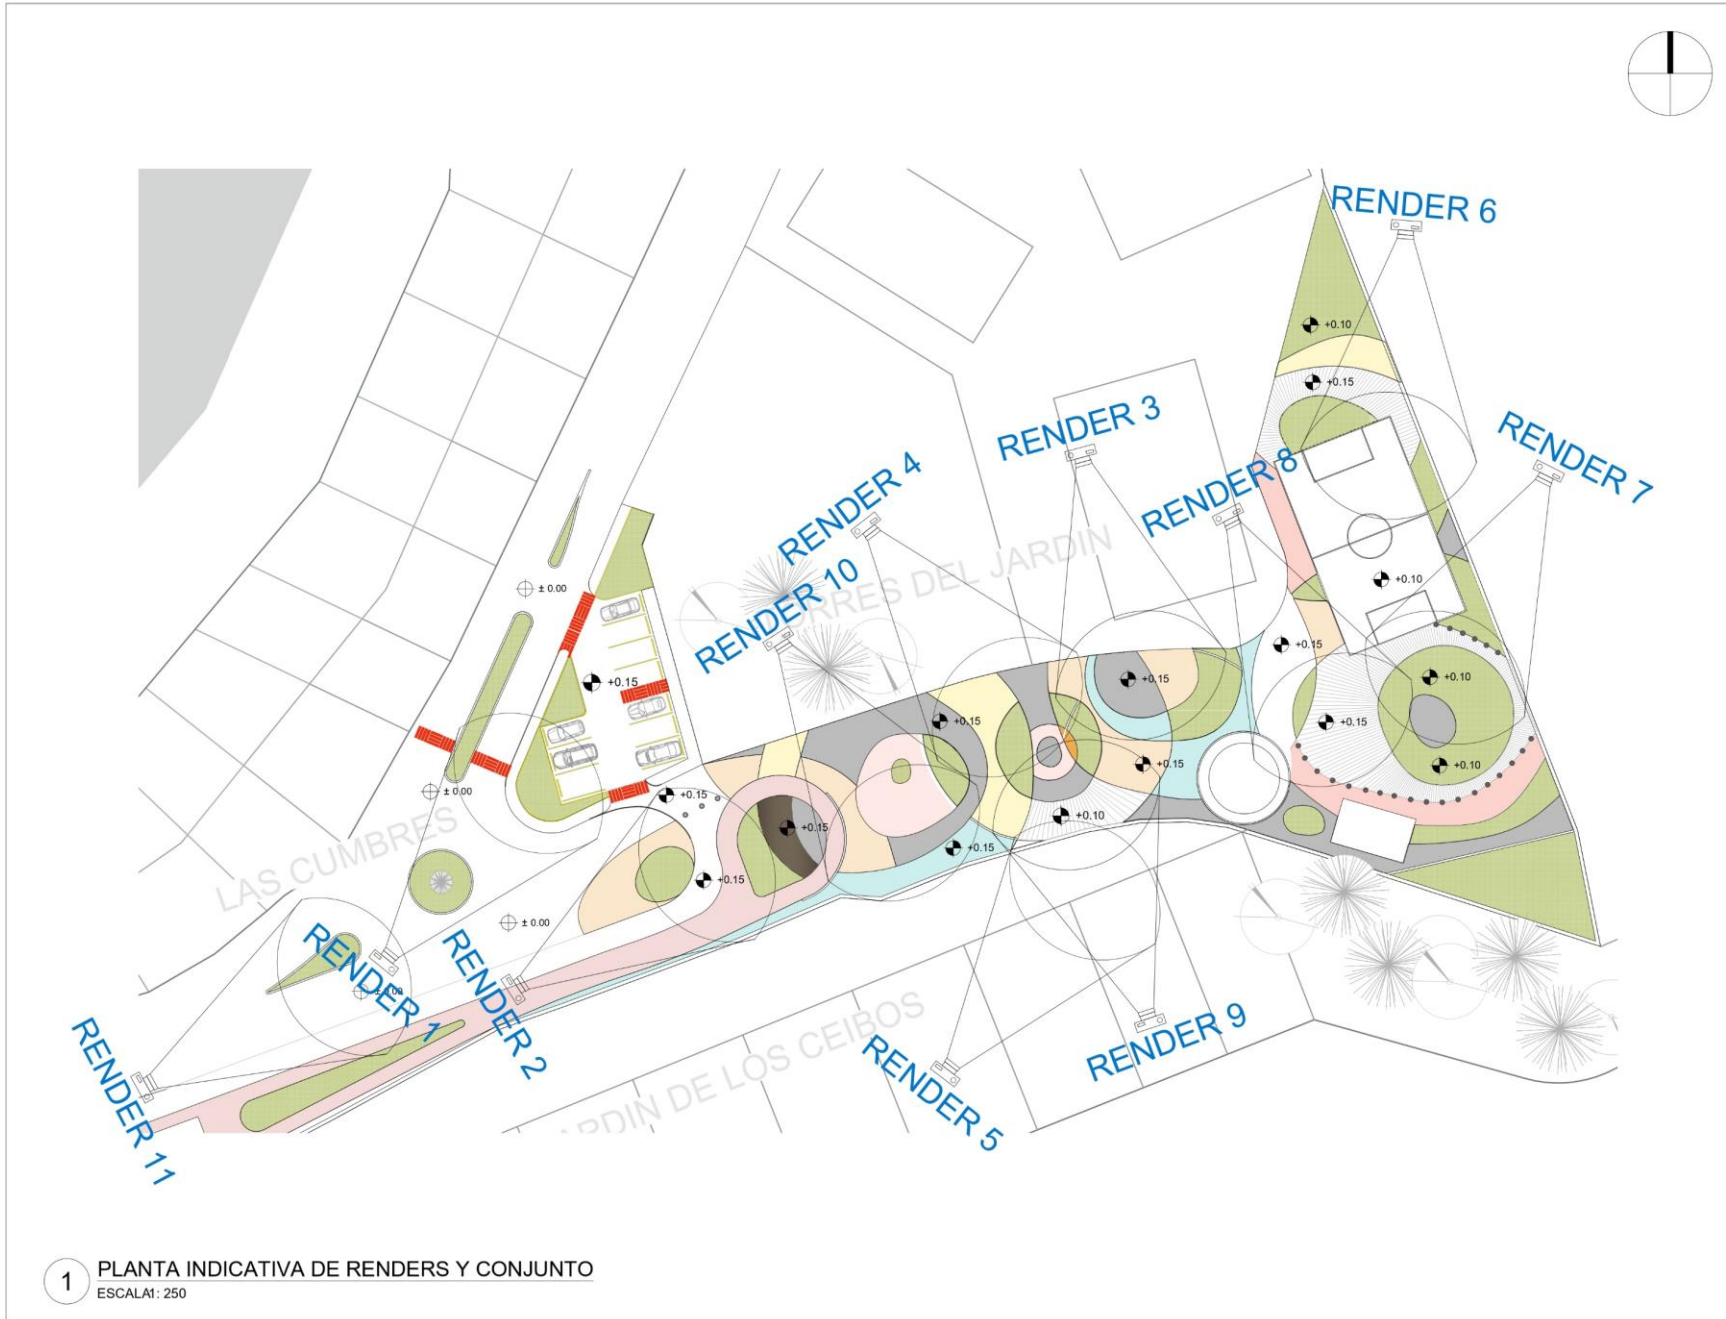 RENDER 6
+0.10
+0.15
RENDER 3
RENDER 7
RENDER 4
RENDER 8
TORRES DEL JARDIN
RENDER 10
± 0.00
+0.10
+0.15
+0.15
+0.10
+0.15
+0.15
+0.15
+0.15
+0.10
± 0.00
+0.15
+0.10
LAS CUMBRES
+0.15
+0.15
+0.15
± 0.00
RENDER 1
RENDER 2
± 0.00
JARDIN DE LOS CEIBOS
RENDER 9
RENDER 5
RENDER 11
1 PLANTA INDICATIVA DE RENDERS Y CONJUNTO
ESCALA1: 250